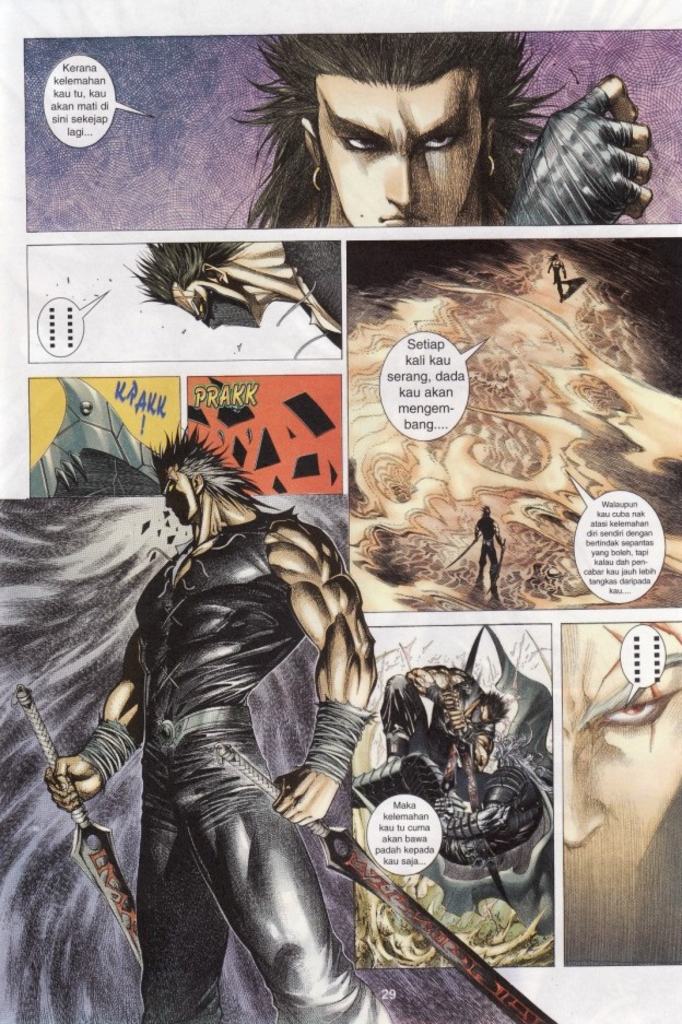 Kerana
kelemahan
kau tu, kau
akan mati di
sini sekejap
lagi...
Setiap
kali kau
serang, dada
kau akan
mengem-
bang....
KRAKK
!
PRAKK
Walaupun
kau cuba nak
atasi kelemahan
diri sendiri dengan
bertindak sepantas
yang boleh, tapi
kalau dah pen-
cabar kau jauh lebih
tangkas daripada
kau....
Maka
kelemahan
kau tu cuma
akan bawa
padah kepada
kau saja...
29